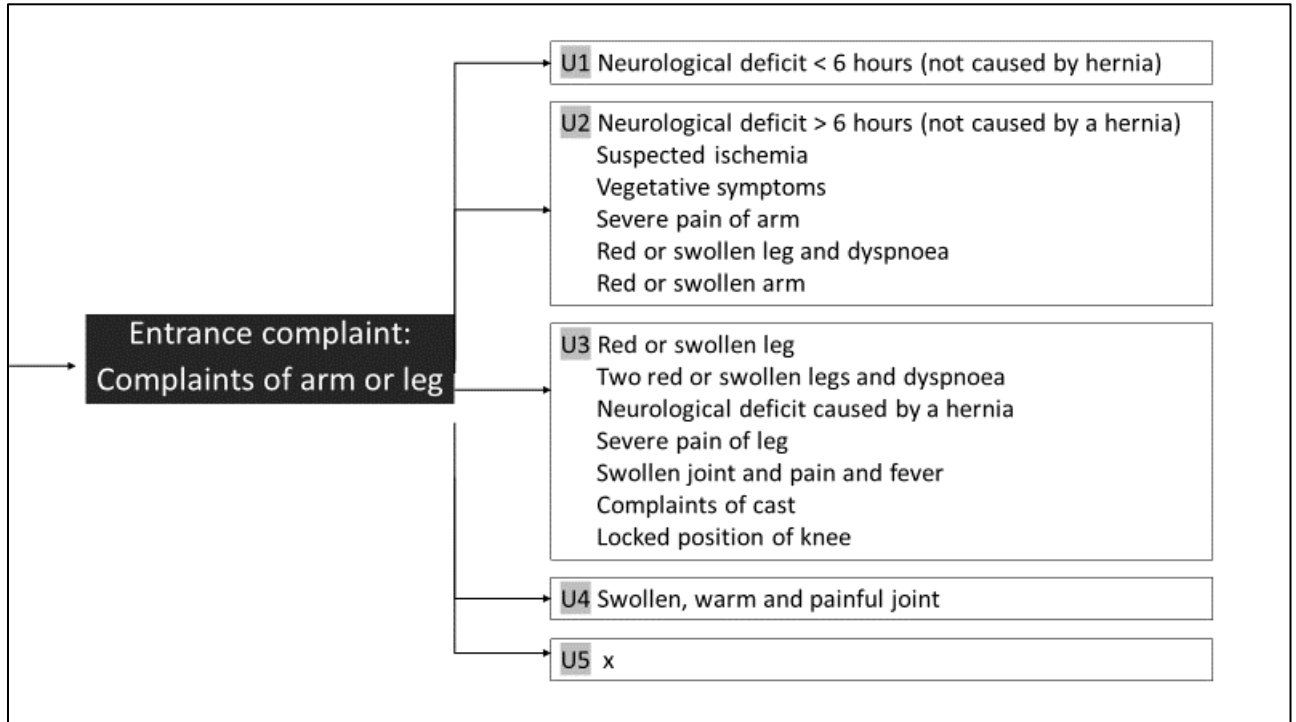 Entrance complaint:
Complaints of arm or leg
U1 Neurological deficit < 6 hours (not caused by hernia)
U2 Neurological deficit > 6 hours (not caused by a hernia)
Suspected ischemia
Vegetative symptoms
Severe pain of arm
Red or swollen leg and dyspnoea
Red or swollen arm
U3 Red or swollen leg
Two red or swollen legs and dyspnoea
Neurological deficit caused by a hernia
Severe pain of leg
Swollen joint and pain and fever
Complaints of cast
Locked position of knee
U4 Swollen, warm and painful joint
U5 x